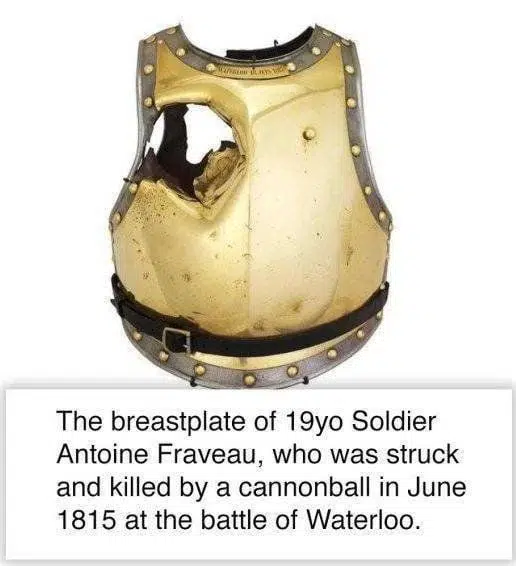 WATERLOO
The breastplate of 19yo Soldier
Antoine Fraveau, who was struck
and killed by a cannonball in June
1815 at the battle of Waterloo.